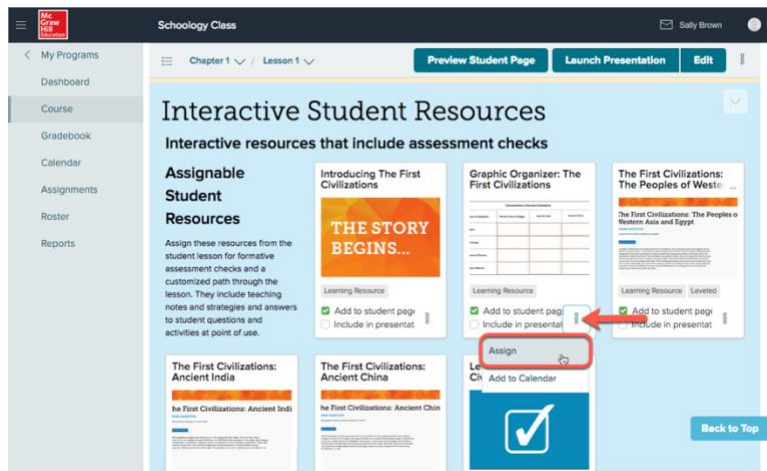 Mc
Graw
Hill
Education
Schoology Class
Sally Brown
My Programs
Dashboard
Course
Gradebook
Calendar
Assignments
Roster
Reports
Chapter 1 / Lesson 1
Preview Student Page
Launch Presentation
Edit
Interactive Student Resources
Interactive resources that include assessment checks
Assignable
Student
Resources
Assign these resources from the
student lesson for formative
assessment checks and a
customized path through the
lesson. They include teaching
notes and strategies and answers
to student questions and
activities at point of use.
Introducing The First
Civilizations
THE STORY
BEGINS...
Learning Resource
Add to student page
Include in presentat
Graphic Organizer: The
First Civilizations
Learning Resource
Add to student pag
Include in presentat
Assign
Add to Calendar
The First Civilizations:
The Peoples of Weste ...
The First Civilizations: The Peoples o
Western Asia and Egypt
Learning Resource Leveled
Add to student page
Include in presentat
The First Civilizations:
Ancient India
he First Civilizations: Ancient Indi
The First Civilizations:
Ancient China
he First Civilizations: Ancient Chin
Le
Civ
Back to Top